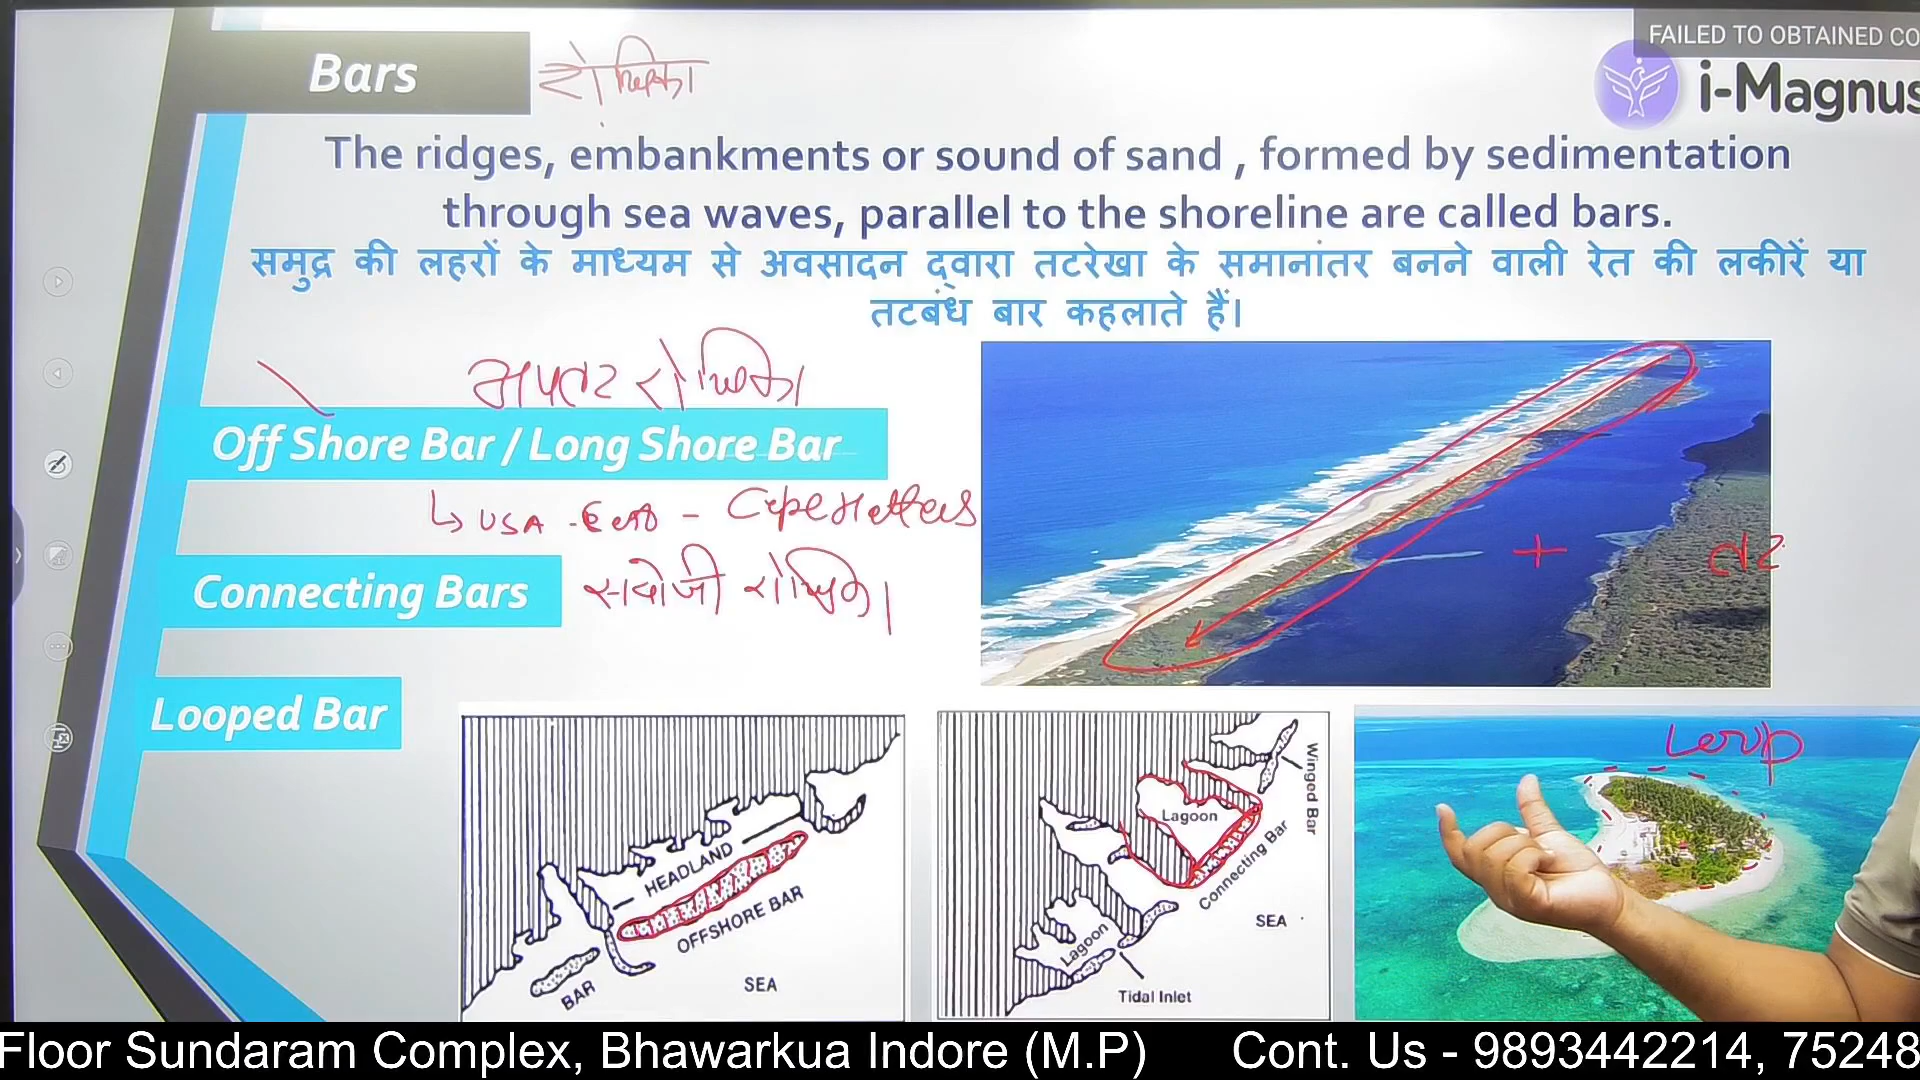 FAILED TO OBTAINED CO
Bars
रोधिका
i-Magnus
The ridges, embankments or sound of sand , formed by sedimentation
through sea waves, parallel to the shoreline are called bars.
समुद्र की लहरों के माध्यम से अवसादन द्वारा तटरेखा के समानांतर बनने वाली रेत की लकीरें या
तटबंध बार कहलाते हैं।
अपतट रोधिका
Off Shore Bar / Long Shore Bar
USA -
Connecting Bars
रोधिका
तट
Looped Bar
HEADLAND
OFFSHORE BAR
BAR
SEA
Lagoon
Winged Bar
Connecting Bar
SEA
Lagoon
Tidal Inlet
Loop
Floor Sundaram Complex, Bhawarkua Indore (M.P) Cont. Us - 9893442214, 75248